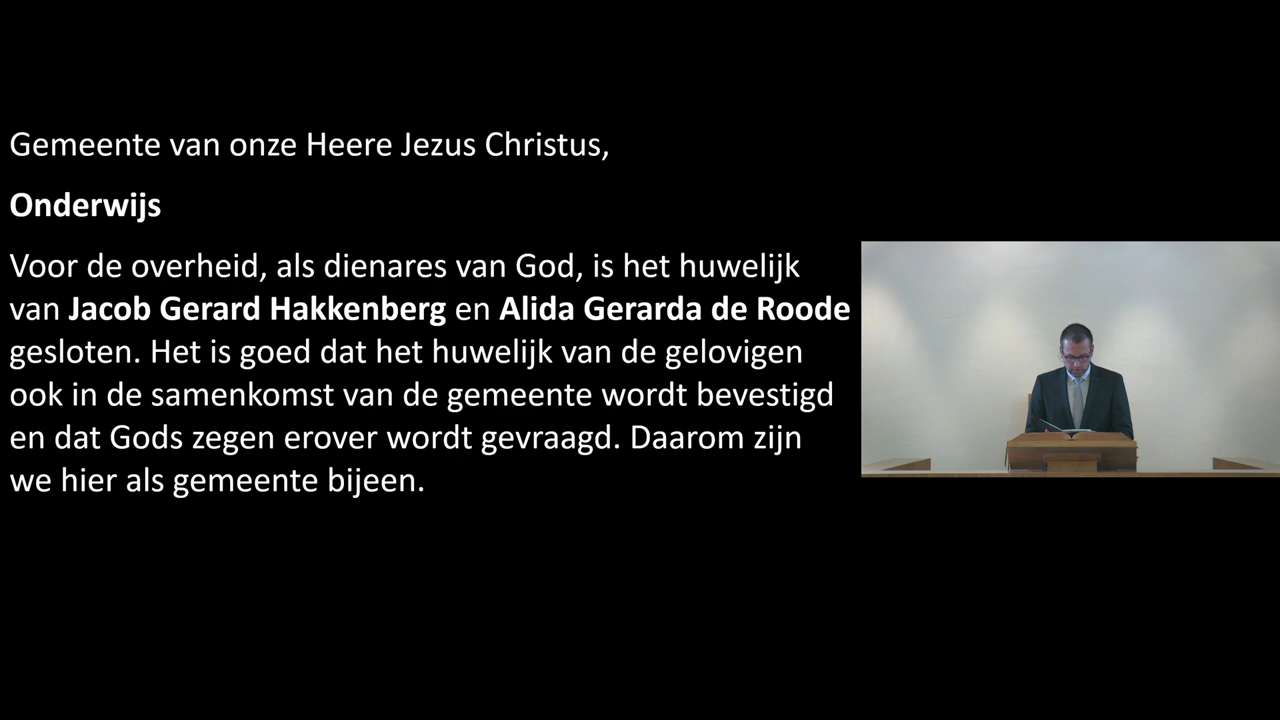 Gemeente van onze Heere Jezus Christus,
Onderwijs
Voor de overheid, als dienares van God, is het huwelijk
van Jacob Gerard Hakkenberg en Alida Gerarda de Roode
gesloten. Het is goed dat het huwelijk van de gelovigen
ook in de samenkomst van de gemeente wordt bevestigd
en dat Gods zegen erover wordt gevraagd. Daarom zijn
we hier als gemeente bijeen.